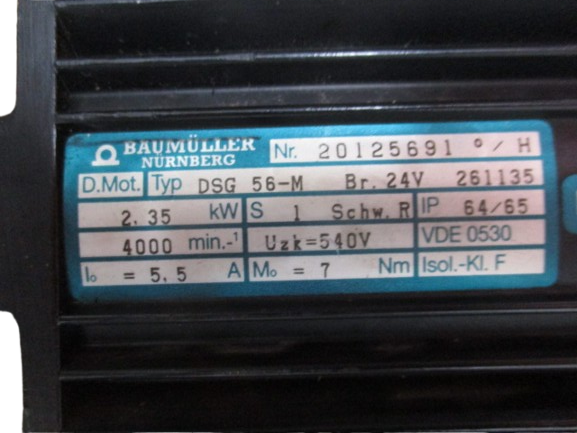 BAUMÜLLER
NÜRNBERG
Nr. 20125691 °/ H
D.Mot. Typ DSG 56-M Br. 24V 261135
2.35 kW S 1 Schw. R IP 64/65
4000 min.-¹ Uzk=540V VDE 0530
I₀ = 5,5 A M₀ = 7 Nm Isol.-Kl. F